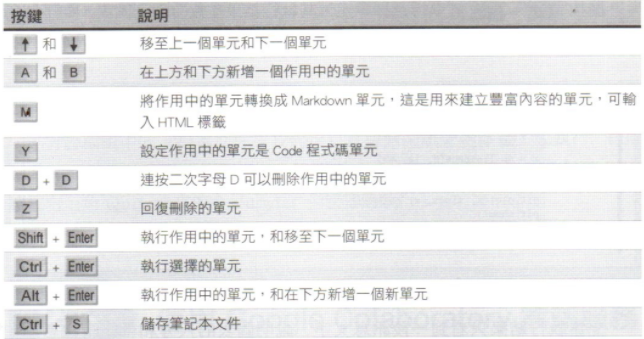 按鍵 說明
↑ 和 ↓ 移至上一個單元和下一個單元
A 和 B 在上方和下方新增一個作用中的單元
M 將作用中的單元轉換成 Markdown 單元，這是用來建立豐富內容的單元，可輸
入 HTML 標籤
Y 設定作用中的單元是 Code 程式碼單元
D + D 連按二次字母 D 可以刪除作用中的單元
Z 回復刪除的單元
Shift + Enter 執行作用中的單元，和移至下一個單元
Ctrl + Enter 執行選擇的單元
Alt + Enter 執行作用中的單元，和在下方新增一個新單元
Ctrl + S 儲存筆記本文件